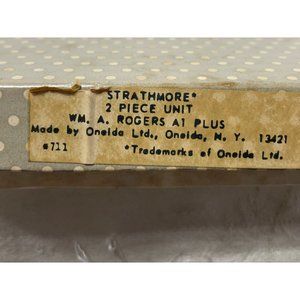 STRATHMORE*
2 PIECE UNIT
WM. A. ROGERS A1 PLUS
Made by Oneida Ltd., Oneida, N. Y. 13421
#711 *Trademarks of Oneida Ltd.